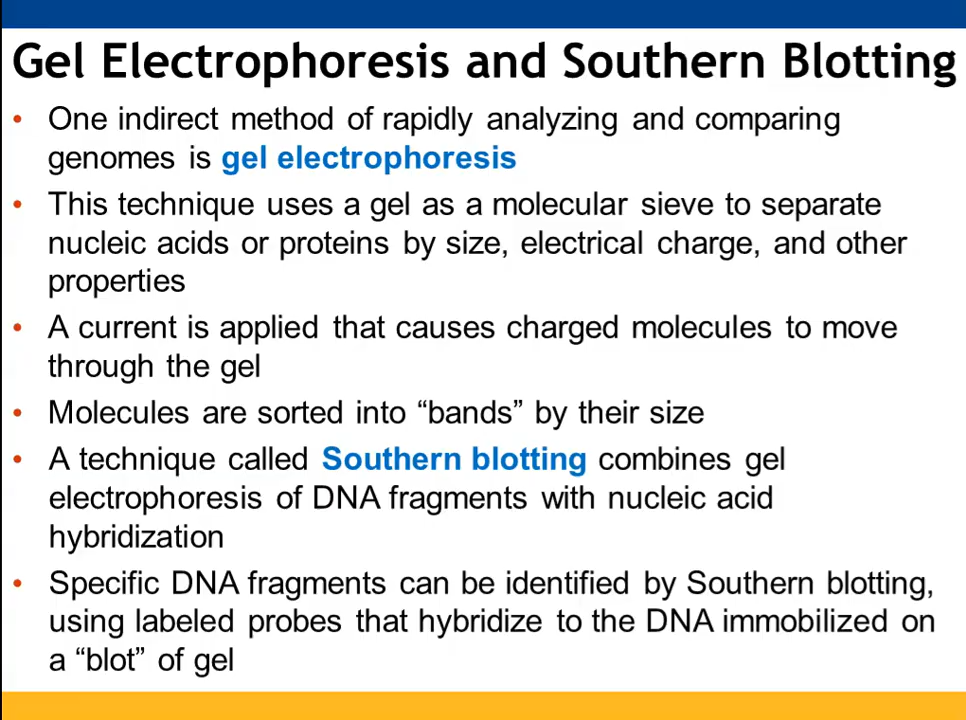 Gel Electrophoresis and Southern Blotting
• One indirect method of rapidly analyzing and comparing
genomes is gel electrophoresis
• This technique uses a gel as a molecular sieve to separate
nucleic acids or proteins by size, electrical charge, and other
properties
• A current is applied that causes charged molecules to move
through the gel
• Molecules are sorted into “bands” by their size
• A technique called Southern blotting combines gel
electrophoresis of DNA fragments with nucleic acid
hybridization
• Specific DNA fragments can be identified by Southern blotting,
using labeled probes that hybridize to the DNA immobilized on
a “blot” of gel